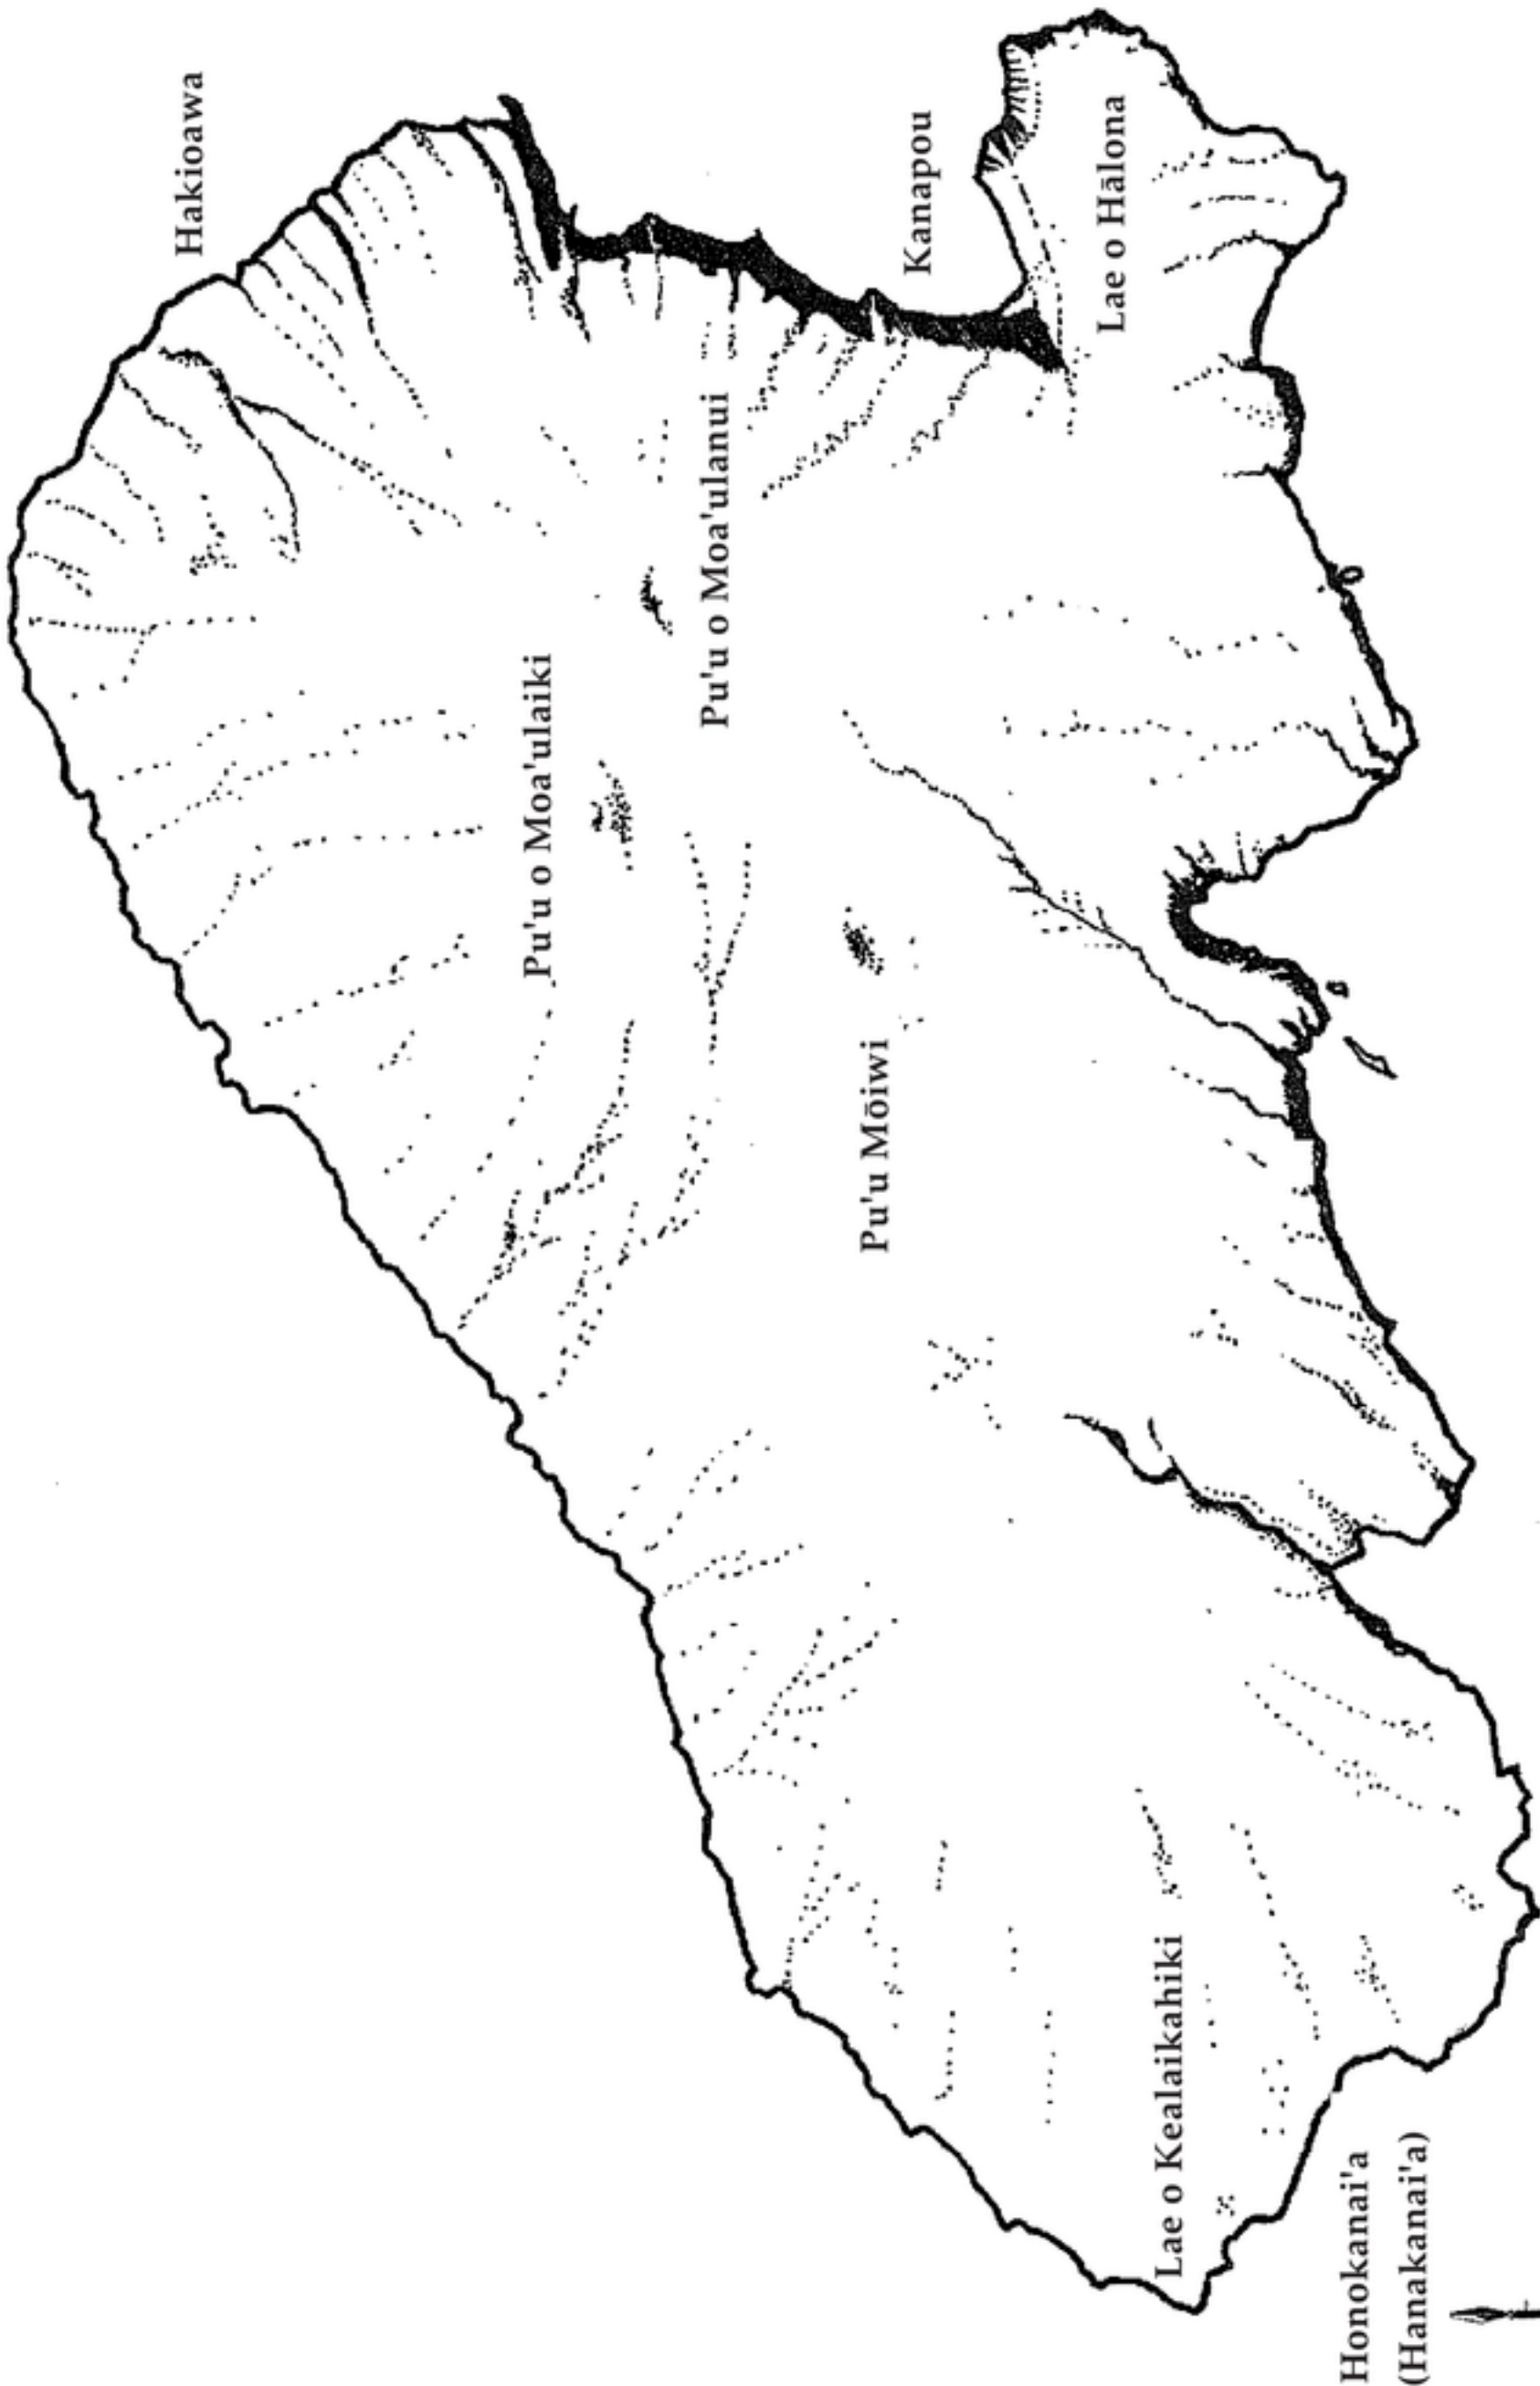 Hakioawa
Pu'u o Moa'ulaiki
Pu'u o Moa'ulanui
Pu'u Mōiwi
Kanapou
Lae o Hālona
Lae o Kealaikahiki
Honokanai'a
(Hanakanai'a)